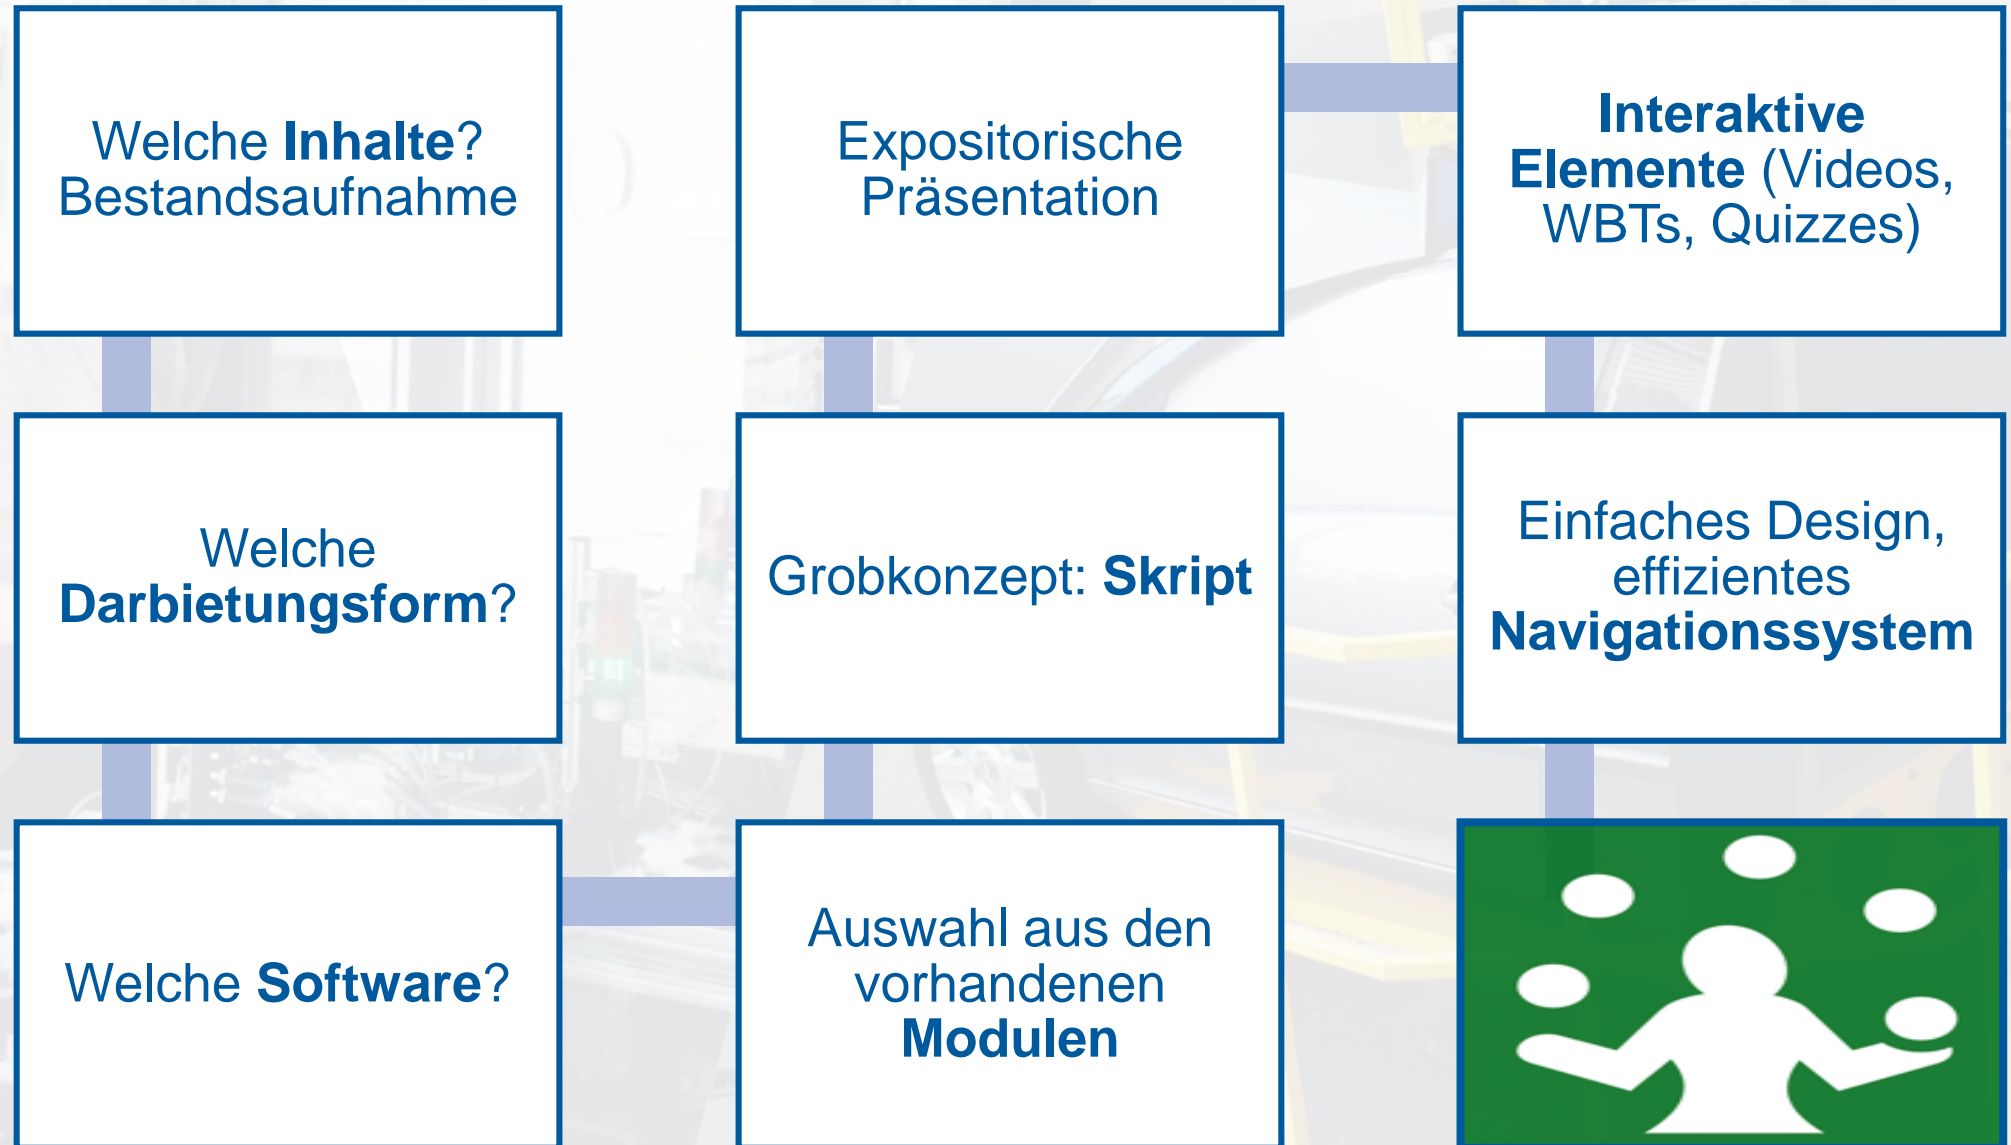 Welche Inhalte?
Bestandsaufnahme
Welche
Darbietungsform?
Welche Software?
Auswahl aus den
vorhandenen
Modulen
Grobkonzept: Skript
Expositorische
Präsentation
Interaktive
Elemente (Videos,
WBTs, Quizzes)
Einfaches Design,
effizientes
Navigationssystem